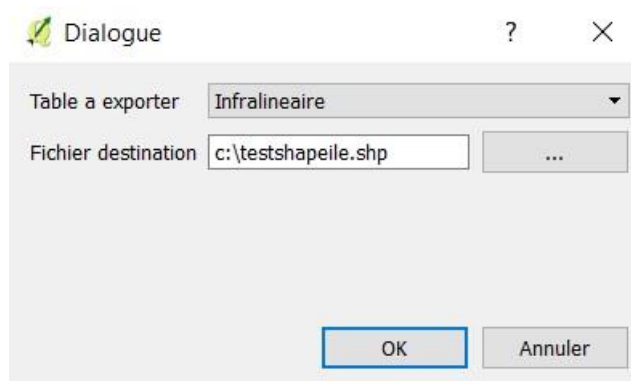 Dialogue ?
Table a exporter Infralineaire
Fichier destination c:\testshapeile.shp ...
OK Annuler